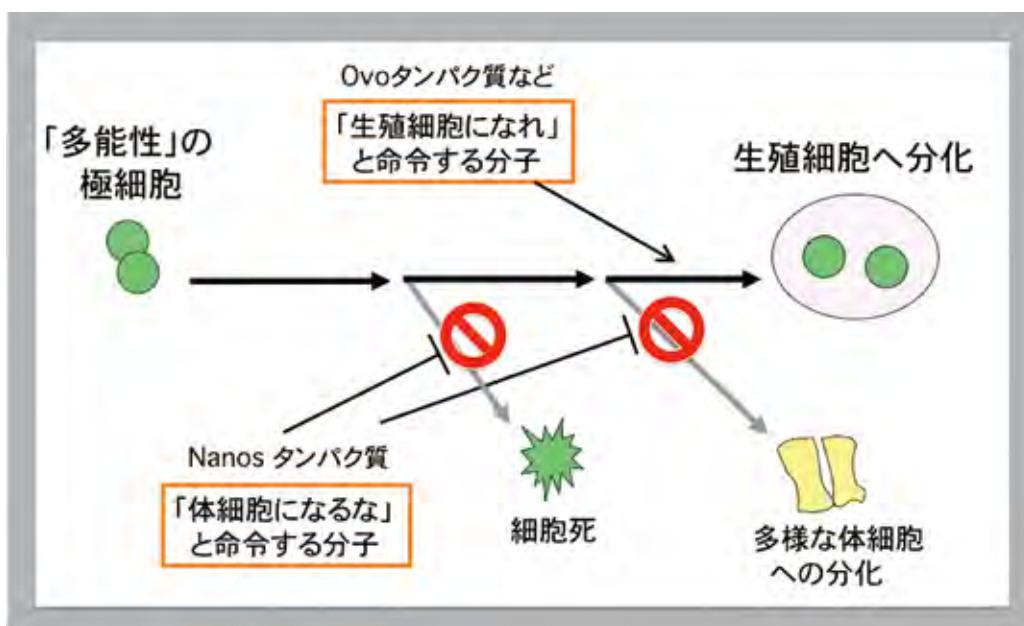 Ovoタンパク質など
「生殖細胞になれ」
と命令する分子
「多能性」の
極細胞
生殖細胞へ分化
Nanos タンパク質
「体細胞になるな」
と命令する分子
細胞死
多様な体細胞
への分化